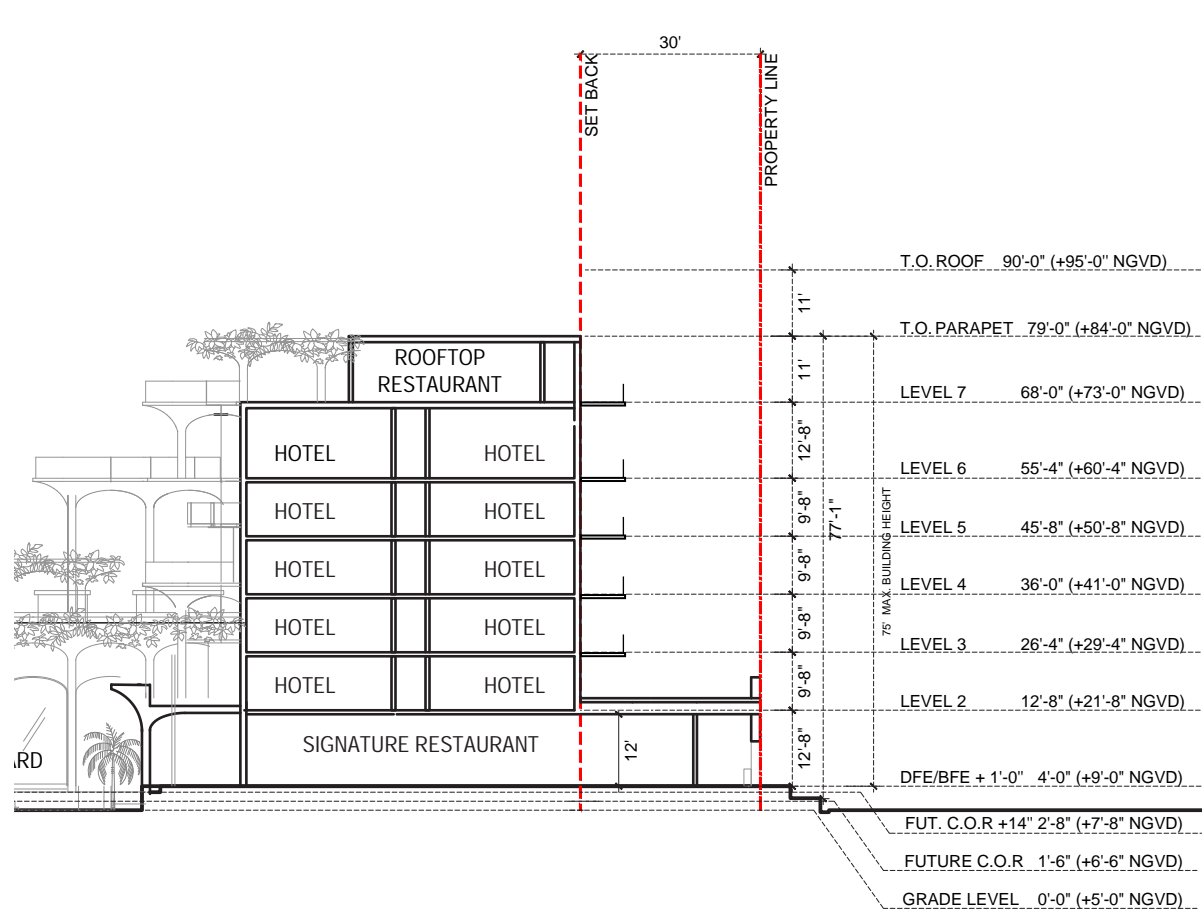 30'
SET BACK
PROPERTY LINE
T.O. ROOF 90'-0" (+95'-0" NGVD)
11'
T.O. PARAPET 79'-0" (+84'-0" NGVD)
ROOFTOP
RESTAURANT
11'
LEVEL 7 68'-0" (+73'-0" NGVD)
HOTEL HOTEL
12'-8"
LEVEL 6 55'-4" (+60'-4" NGVD)
HOTEL HOTEL
9'-8"
77'-1"
75' MAX. BUILDING HEIGHT
LEVEL 5 45'-8" (+50'-8" NGVD)
HOTEL HOTEL
9'-8"
LEVEL 4 36'-0" (+41'-0" NGVD)
HOTEL HOTEL
9'-8"
LEVEL 3 26'-4" (+29'-4" NGVD)
HOTEL HOTEL
9'-8"
LEVEL 2 12'-8" (+21'-8" NGVD)
SIGNATURE RESTAURANT
12'
12'-8"
ARD
DFE/BFE + 1'-0" 4'-0" (+9'-0" NGVD)
FUT. C.O.R +14" 2'-8" (+7'-8" NGVD)
FUTURE C.O.R 1'-6" (+6'-6" NGVD)
GRADE LEVEL 0'-0" (+5'-0" NGVD)